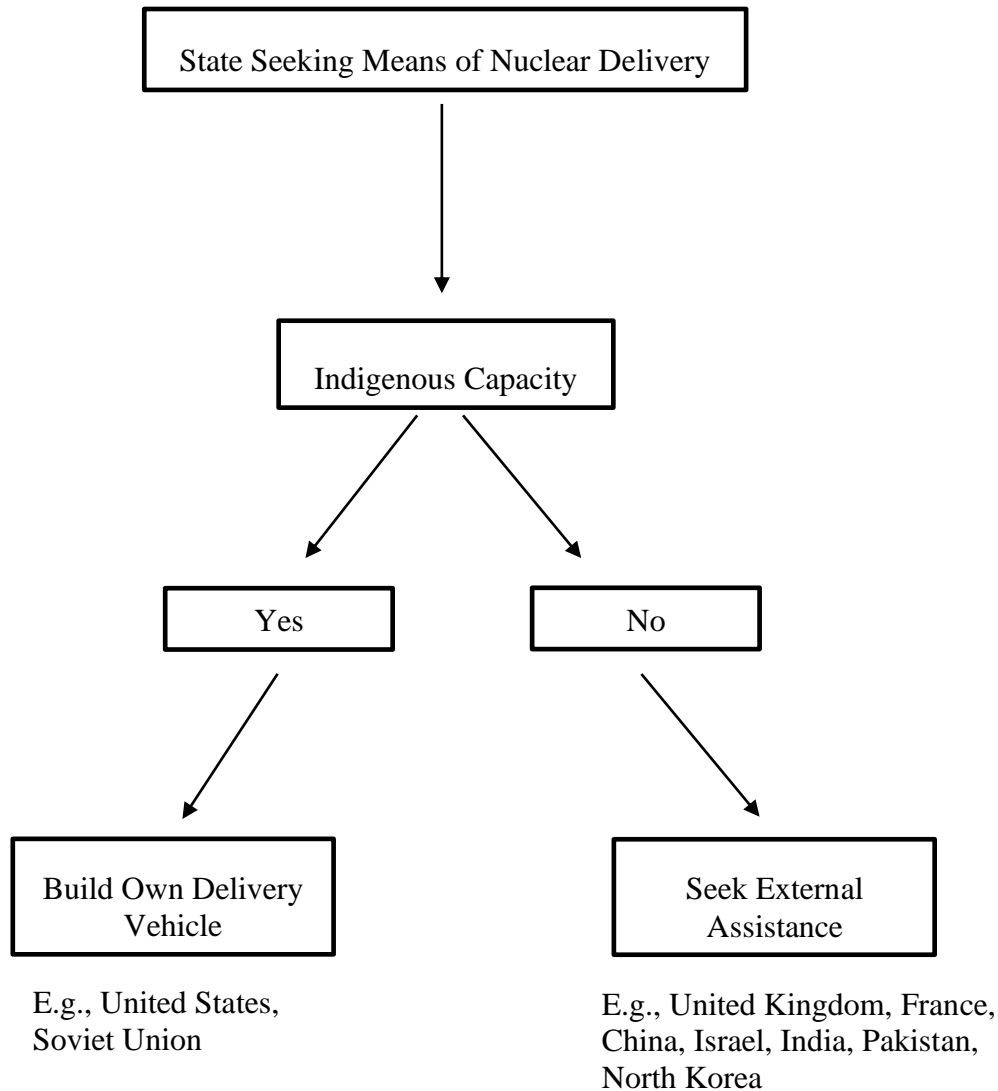 State Seeking Means of Nuclear Delivery
Indigenous Capacity
Yes
No
Build Own Delivery
Vehicle
Seek External
Assistance
E.g., United States,
Soviet Union
E.g., United Kingdom, France,
China, Israel, India, Pakistan,
North Korea